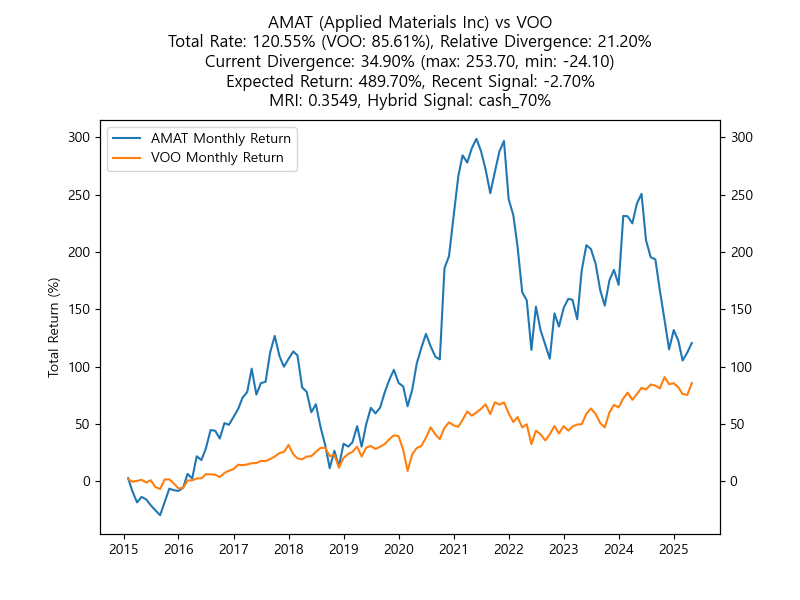 AMAT (Applied Materials Inc) vs VOO
Total Rate: 120.55% (VOO: 85.61%), Relative Divergence: 21.20%
Current Divergence: 34.90% (max: 253.70, min: -24.10)
Expected Return: 489.70%, Recent Signal: -2.70%
MRI: 0.3549, Hybrid Signal: cash_70%
AMAT Monthly Return
VOO Monthly Return
Total Return (%)
300
250
200
150
100
50
0
300
250
200
150
100
50
0
2015 2016 2017 2018 2019 2020 2021 2022 2023 2024 2025